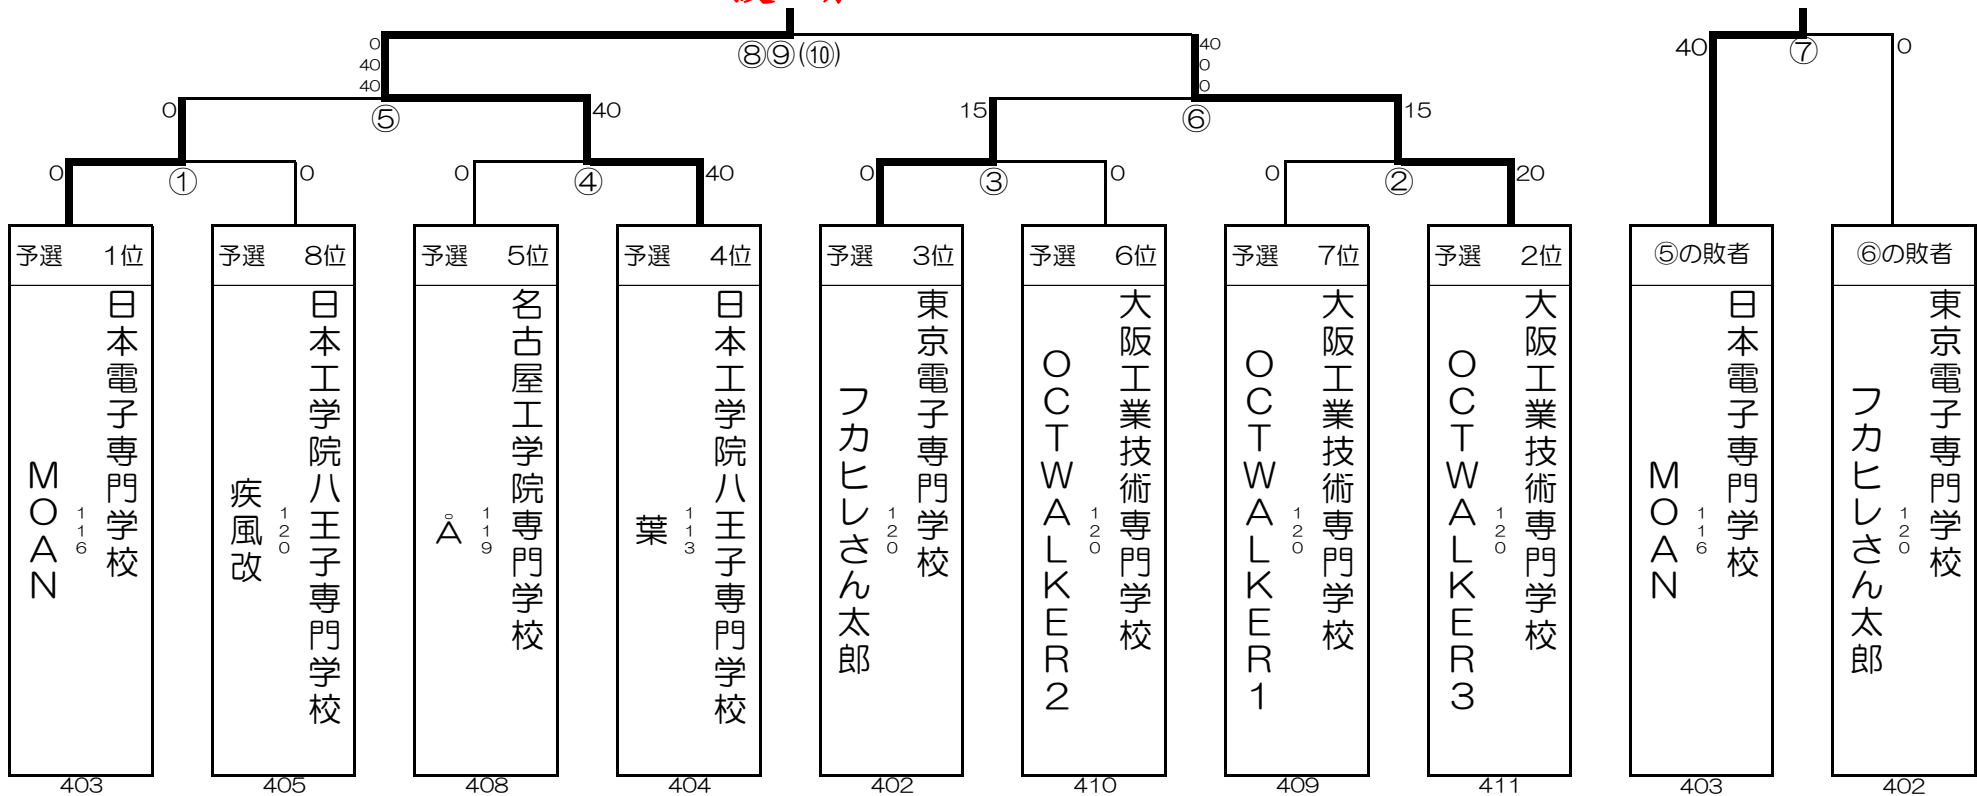 ⑧⑨(⑩)
0
40
40
40
0
0
40
⑦
0
0
⑤
40
15
⑥
15
0
①
0
0
④
40
0
③
0
0
②
20
予選 1位
日本電子専門学校
116
MOAN
403
予選 8位
日本工学院八王子専門学校
120
疾風改
405
予選 5位
名古屋工学院専門学校
119
Å
408
予選 4位
日本工学院八王子専門学校
113
葉
404
予選 3位
東京電子専門学校
120
フカヒレさん太郎
402
予選 6位
大阪工業技術専門学校
120
OCTWALKER2
410
予選 7位
大阪工業技術専門学校
120
OCTWALKER1
409
予選 2位
大阪工業技術専門学校
120
OCTWALKER3
411
⑤の敗者
日本電子専門学校
116
MOAN
403
⑥の敗者
東京電子専門学校
120
フカヒレさん太郎
402